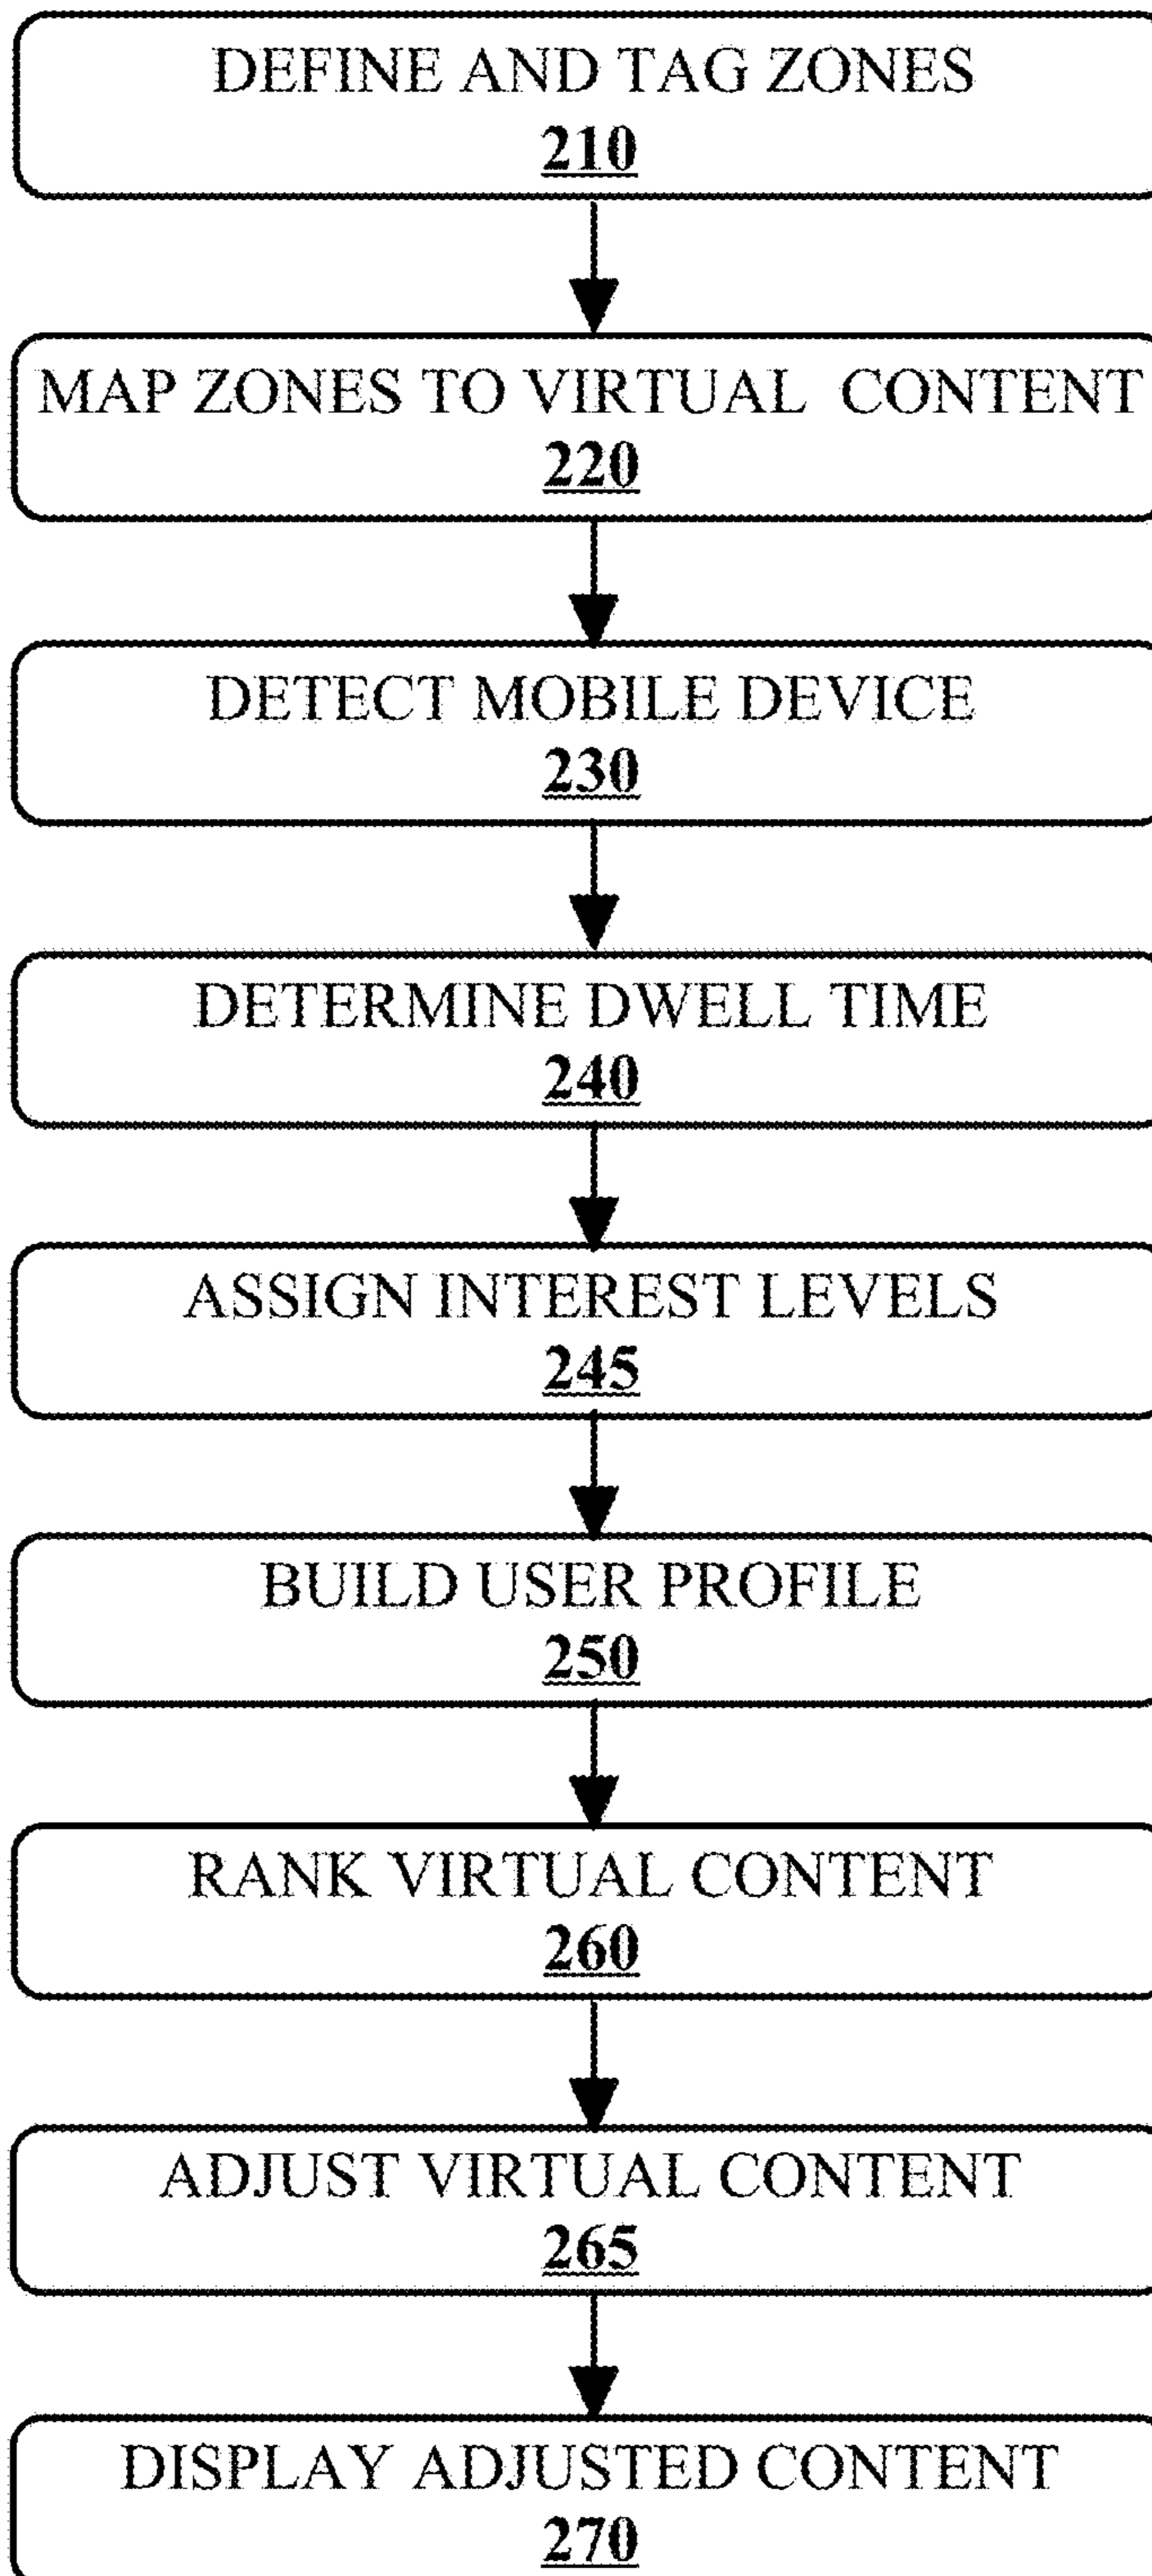 DEFINE AND TAG ZONES
210
MAP ZONES TO VIRTUAL CONTENT
220
DETECT MOBILE DEVICE
230
DETERMINE DWELL TIME
240
ASSIGN INTEREST LEVELS
245
BUILD USER PROFILE
250
RANK VIRTUAL CONTENT
260
ADJUST VIRTUAL CONTENT
265
DISPLAY ADJUSTED CONTENT
270